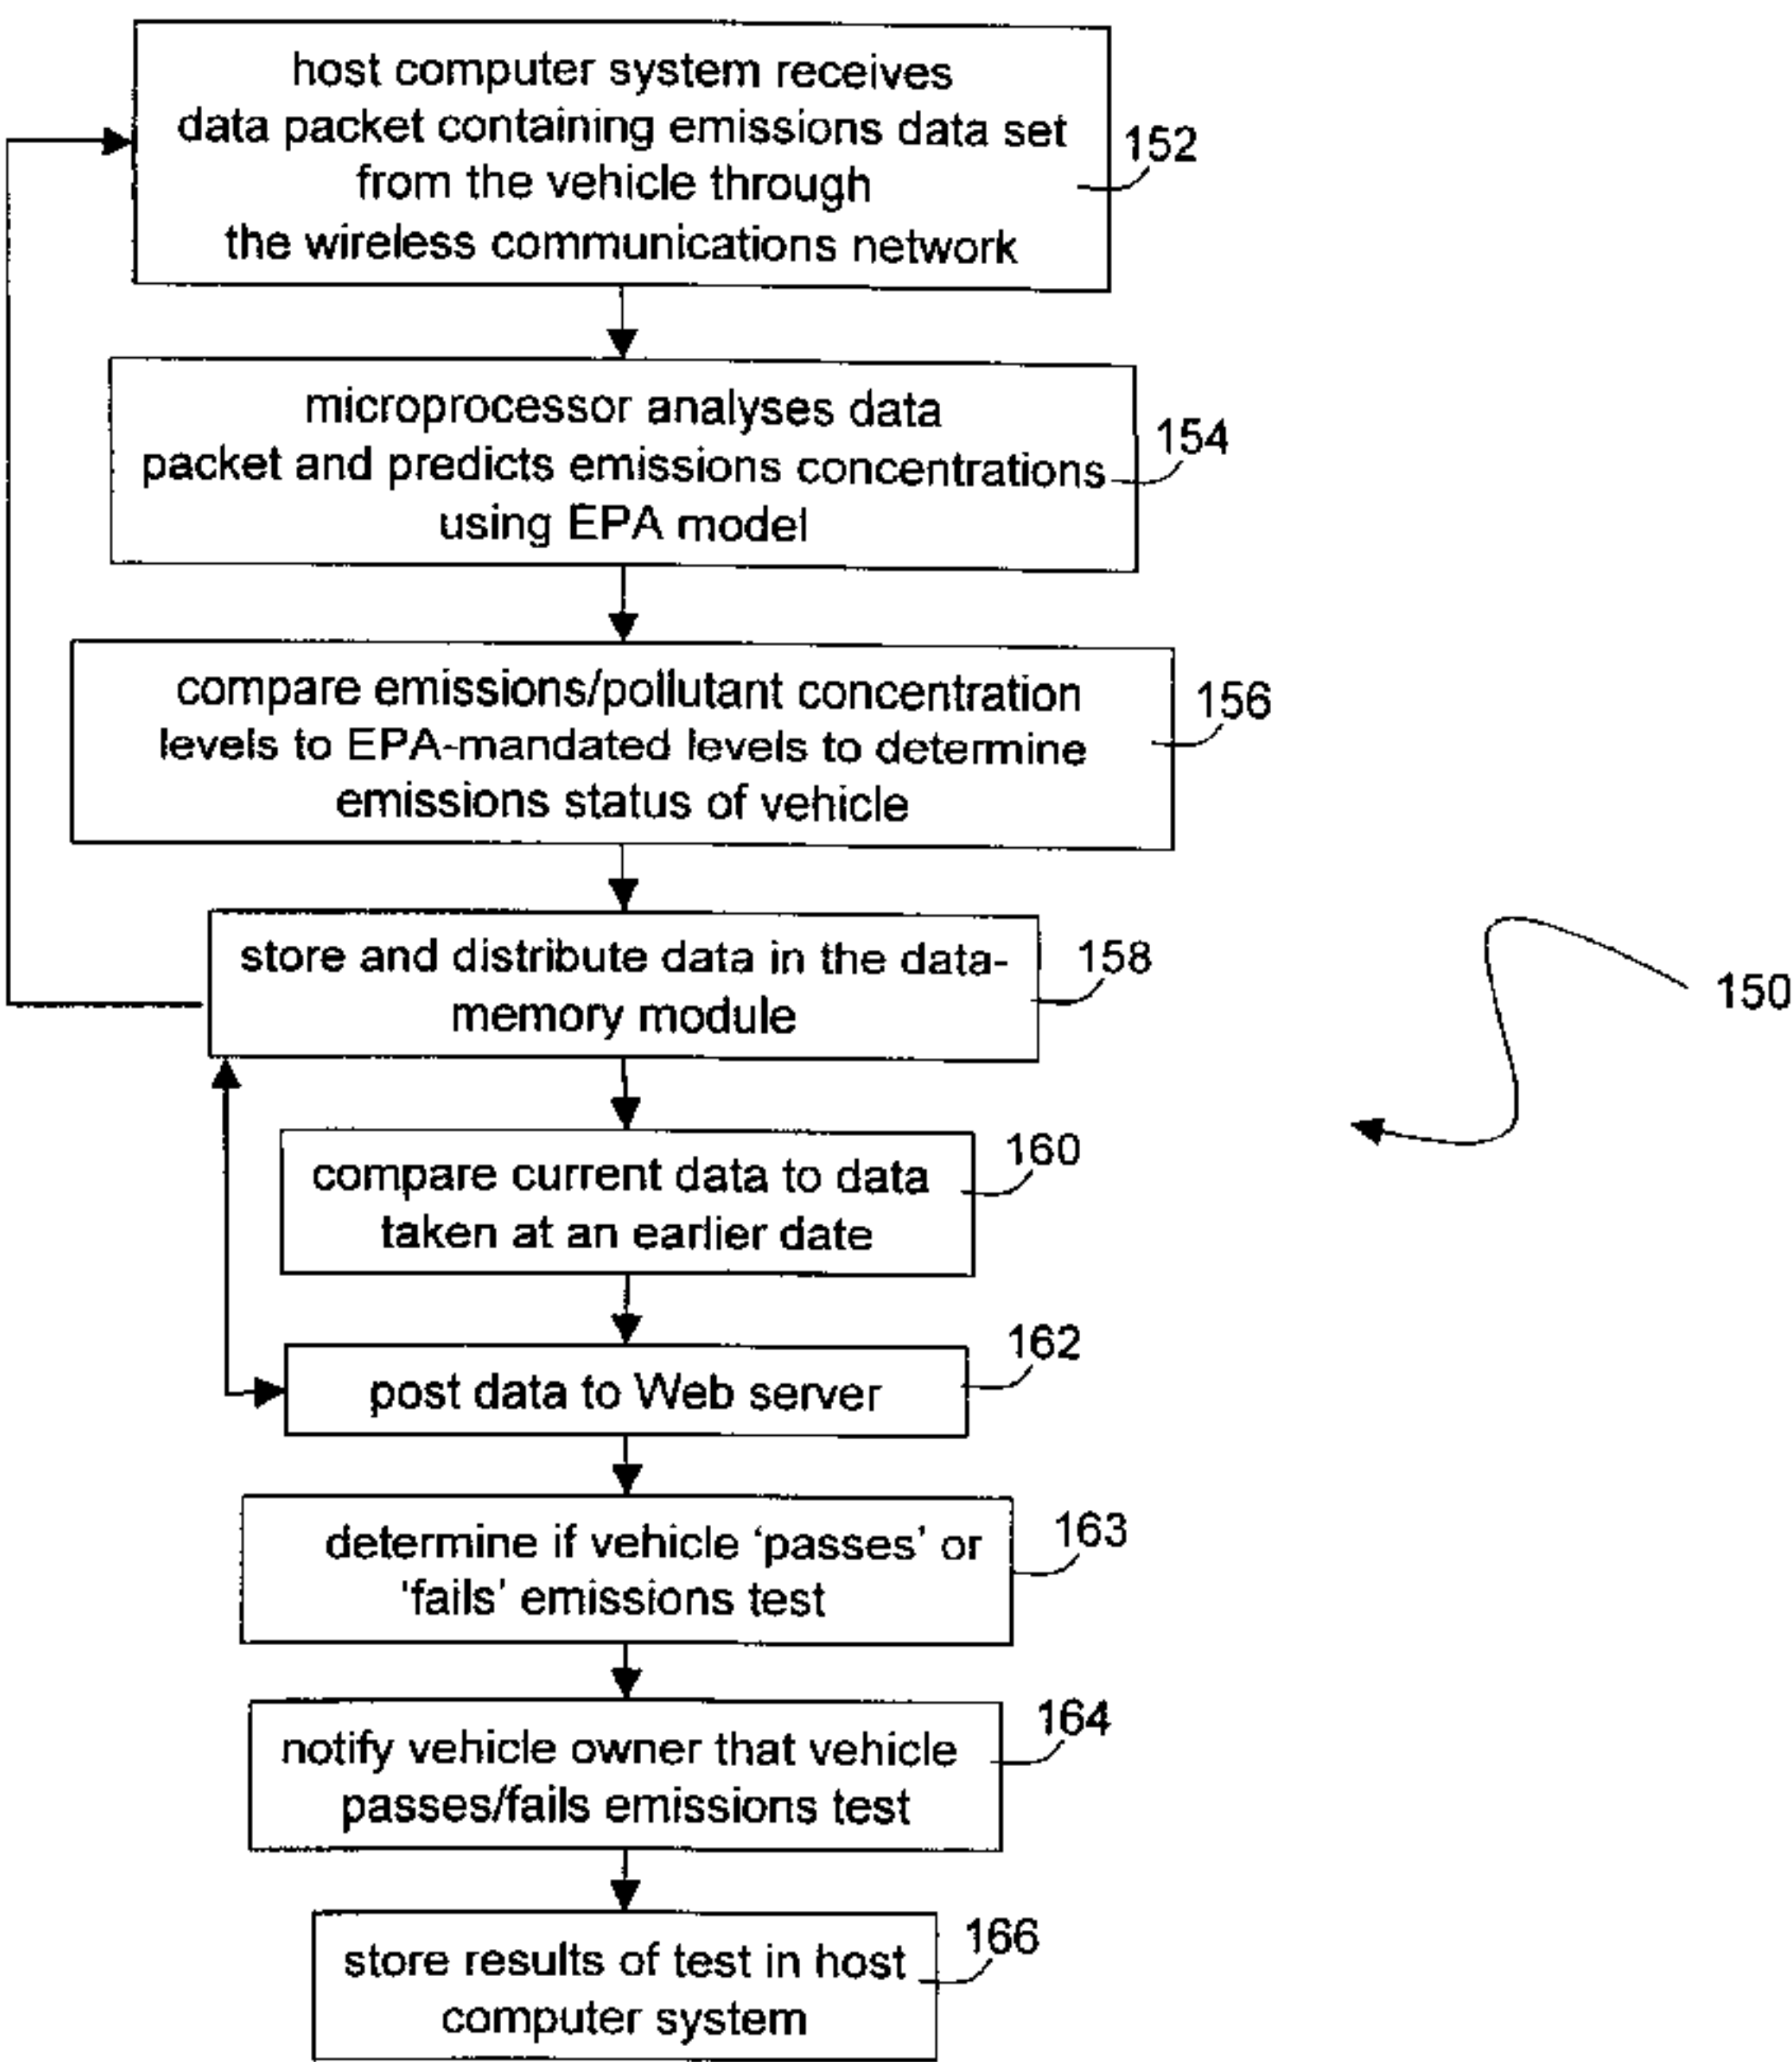 host computer system receives
data packet containing emissions data set
from the vehicle through
the wireless communications network
152
microprocessor analyses data
packet and predicts emissions concentrations
using EPA model
154
compare emissions/pollutant concentration
levels to EPA-mandated levels to determine
emissions status of vehicle
156
store and distribute data in the data-
memory module
158
150
compare current data to data
taken at an earlier date
160
post data to Web server
162
determine if vehicle ‘passes’ or
‘fails’ emissions test
163
notify vehicle owner that vehicle
passes/fails emissions test
164
store results of test in host
computer system
166